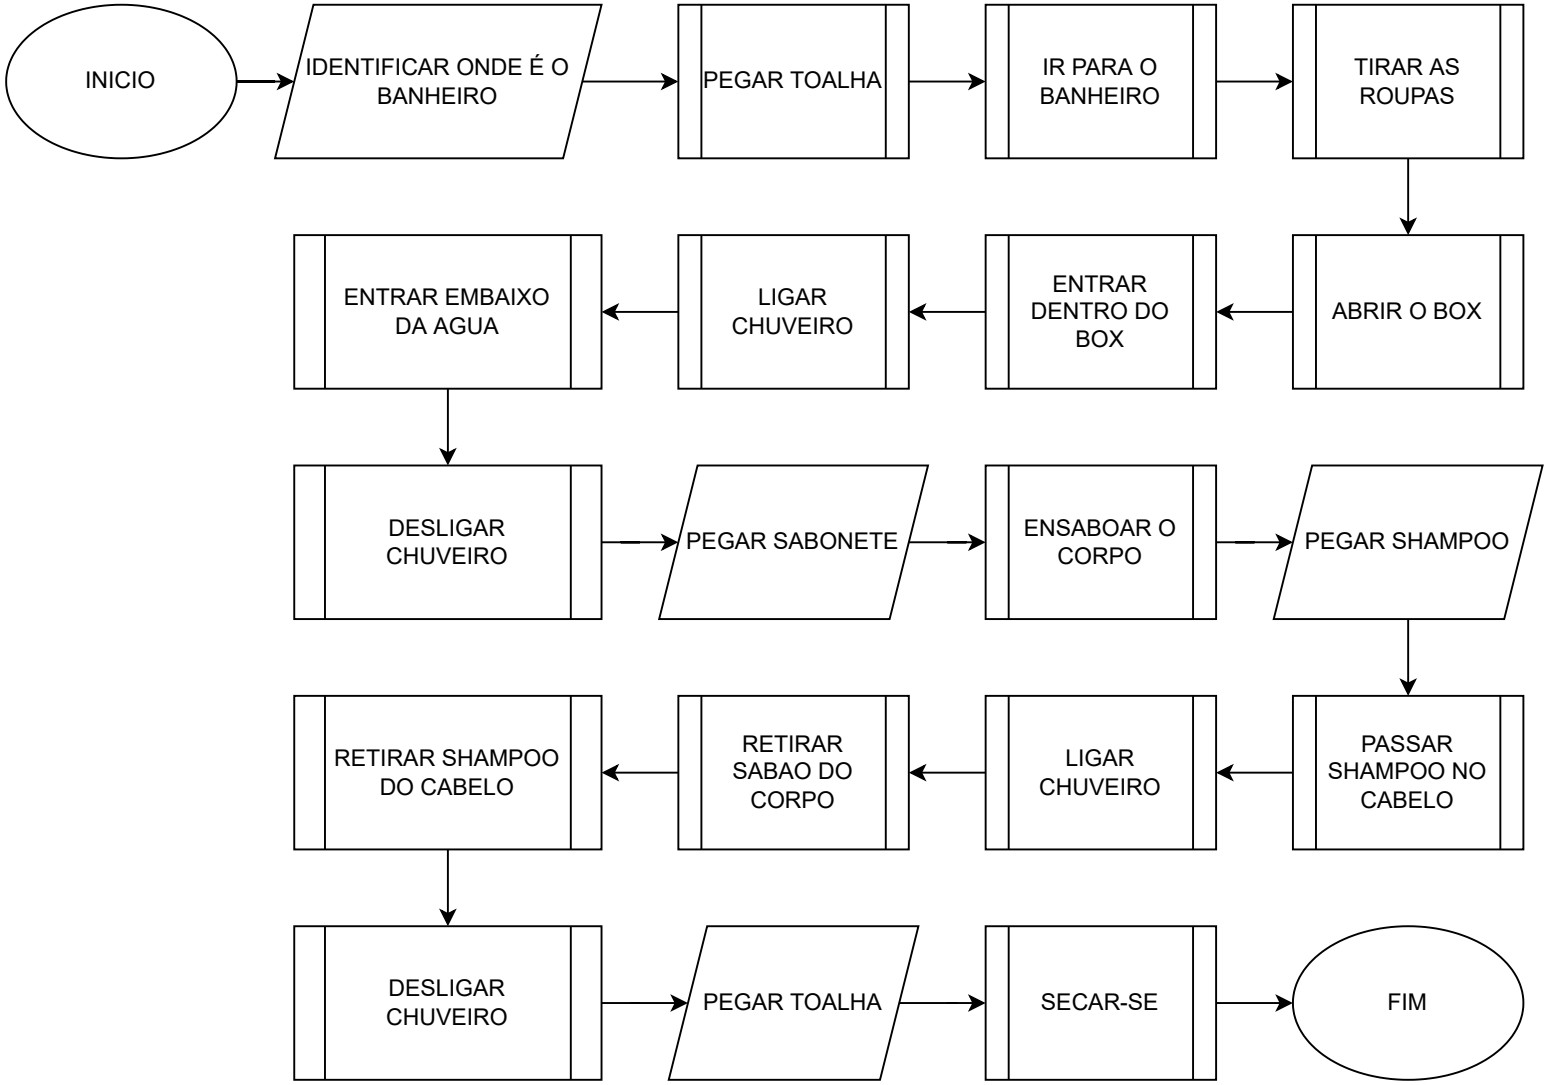 INICIO
IDENTIFICAR ONDE É O
BANHEIRO
PEGAR TOALHA
IR PARA O
BANHEIRO
TIRAR AS
ROUPAS
ABRIR O BOX
ENTRAR
DENTRO DO
BOX
LIGAR
CHUVEIRO
ENTRAR EMBAIXO
DA AGUA
DESLIGAR
CHUVEIRO
PEGAR SABONETE
ENSABOAR O
CORPO
PEGAR SHAMPOO
PASSAR
SHAMPOO NO
CABELO
LIGAR
CHUVEIRO
RETIRAR
SABAO DO
CORPO
RETIRAR SHAMPOO
DO CABELO
DESLIGAR
CHUVEIRO
PEGAR TOALHA
SECAR-SE
FIM